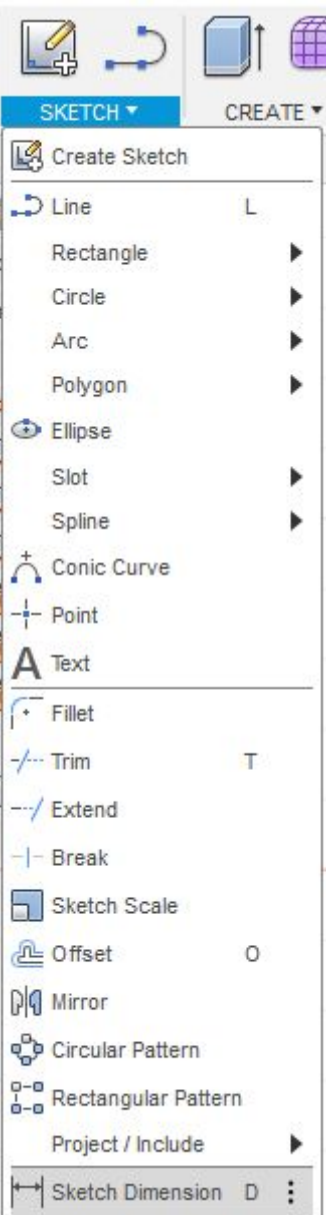 SKETCH CREATE
Create Sketch
Line L
Rectangle
Circle
Arc
Polygon
Ellipse
Slot
Spline
Conic Curve
Point
A Text
Fillet
Trim T
Extend
Break
Sketch Scale
Offset O
Mirror
Circular Pattern
Rectangular Pattern
Project / Include
Sketch Dimension D